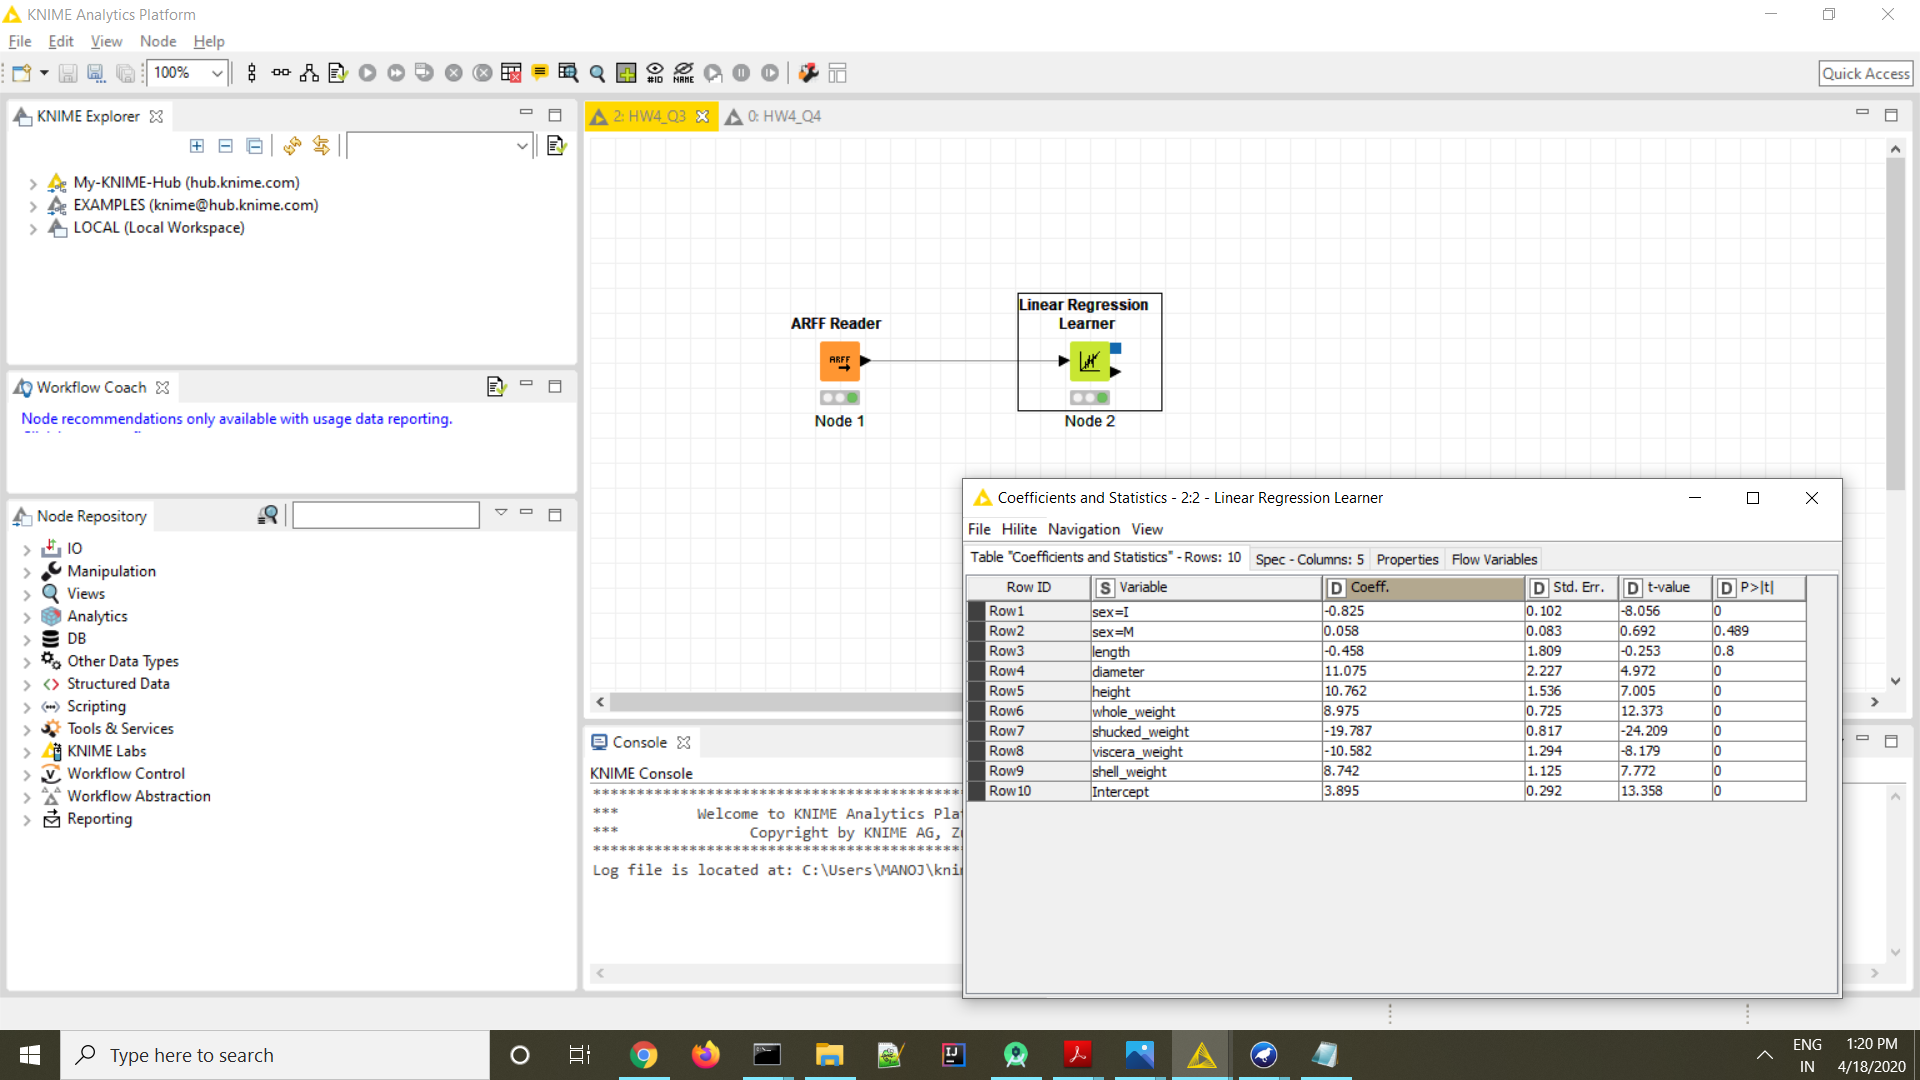 KNIME Analytics Platform
File Edit View Node Help
100%
#ID
NAME
Quick Access
KNIME Explorer
My-KNIME-Hub (hub.knime.com)
EXAMPLES (knime@hub.knime.com)
LOCAL (Local Workspace)
Workflow Coach
Node recommendations only available with usage data reporting.
Node Repository
IO
Manipulation
Views
Analytics
DB
Other Data Types
Structured Data
Scripting
Tools & Services
KNIME Labs
Workflow Control
Workflow Abstraction
Reporting
2: HW4_Q3 0: HW4_Q4
ARFF Reader
ARFF
Node 1
Linear Regression
Learner
Node 2
Console
KNIME Console
*** Welcome to KNIME Analytics Pla
*** Copyright by KNIME AG, Z
Log file is located at: C:\Users\MANOJ\kni
Coefficients and Statistics - 2:2 - Linear Regression Learner
File Hilite Navigation View
Table "Coefficients and Statistics" - Rows: 10 Spec - Columns: 5 Properties Flow Variables
Row ID S Variable D Coeff. D Std. Err. D t-value D P>|t|
Row1 sex=I -0.825 0.102 -8.056 0
Row2 sex=M 0.058 0.083 0.692 0.489
Row3 length -0.458 1.809 -0.253 0.8
Row4 diameter 11.075 2.227 4.972 0
Row5 height 10.762 1.536 7.005 0
Row6 whole_weight 8.975 0.725 12.373 0
Row7 shucked_weight -19.787 0.817 -24.209 0
Row8 viscera_weight -10.582 1.294 -8.179 0
Row9 shell_weight 8.742 1.125 7.772 0
Row10 Intercept 3.895 0.292 13.358 0
Type here to search
ENG
IN
1:20 PM
4/18/2020